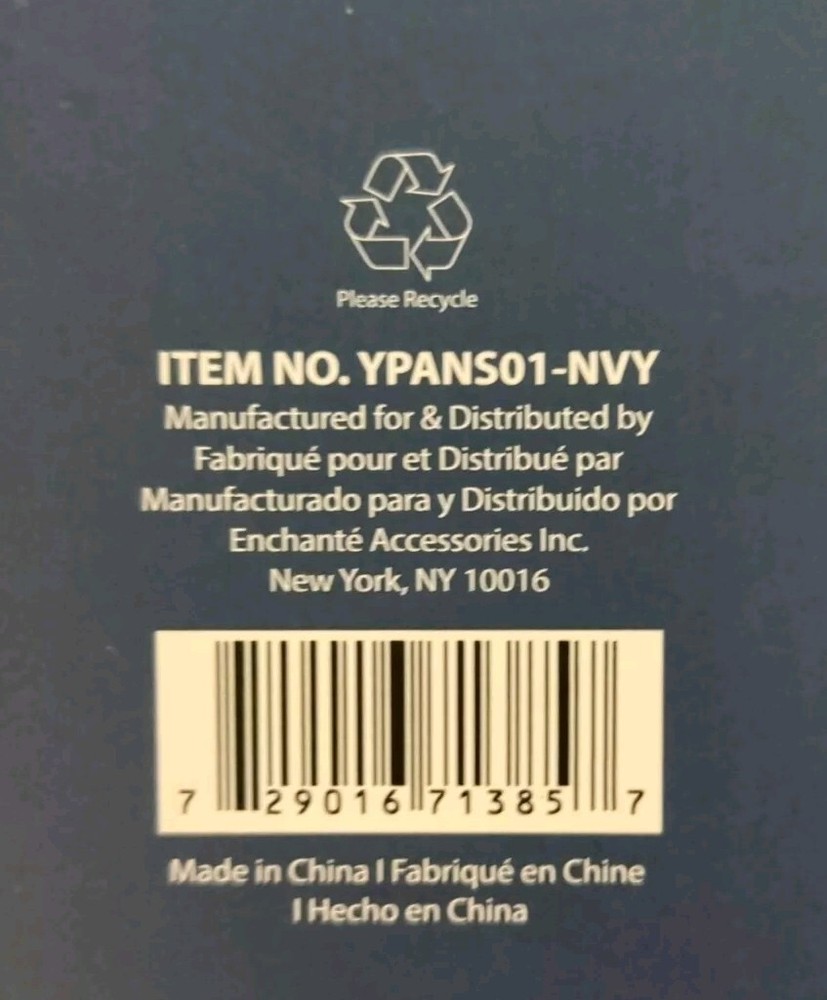 Please Recycle
ITEM NO. YPANS01-NVY
Manufactured for & Distributed by
Fabriqué pour et Distribué par
Manufacturado para y Distribuido por
Enchanté Accessories Inc.
New York, NY 10016
7 29016 71385 7
Made in China I Fabriqué en Chine
I Hecho en China